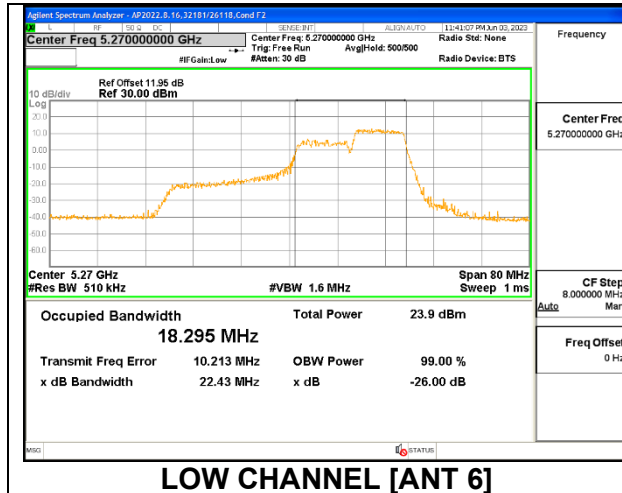 Agilent Spectrum Analyzer - AP2022.8.16,32181/26118,Cond F2
L RF 50 Ω DC SENSE:INT ALIGN AUTO 11:41:07 PM Jun 03, 2023
Center Freq 5.270000000 GHz Center Freq: 5.270000000 GHz Radio Std: None Frequency
Trig: Free Run Avg|Hold: 500/500
#IFGain:Low #Atten: 30 dB Radio Device: BTS
Ref Offset 11.95 dB
10 dB/div Ref 30.00 dBm
Log
20.0
10.0
0.00
-10.0
-20.0
-30.0
-40.0
-50.0
-60.0
Center Freq
5.270000000 GHz
Center 5.27 GHz Span 80 MHz
#Res BW 510 kHz #VBW 1.6 MHz Sweep 1 ms
CF Step
8.000000 MHz
Auto Man
Occupied Bandwidth Total Power 23.9 dBm
18.295 MHz
Transmit Freq Error 10.213 MHz OBW Power 99.00 %
x dB Bandwidth 22.43 MHz x dB -26.00 dB
Freq Offset
0 Hz
MSG STATUS
LOW CHANNEL [ANT 6]